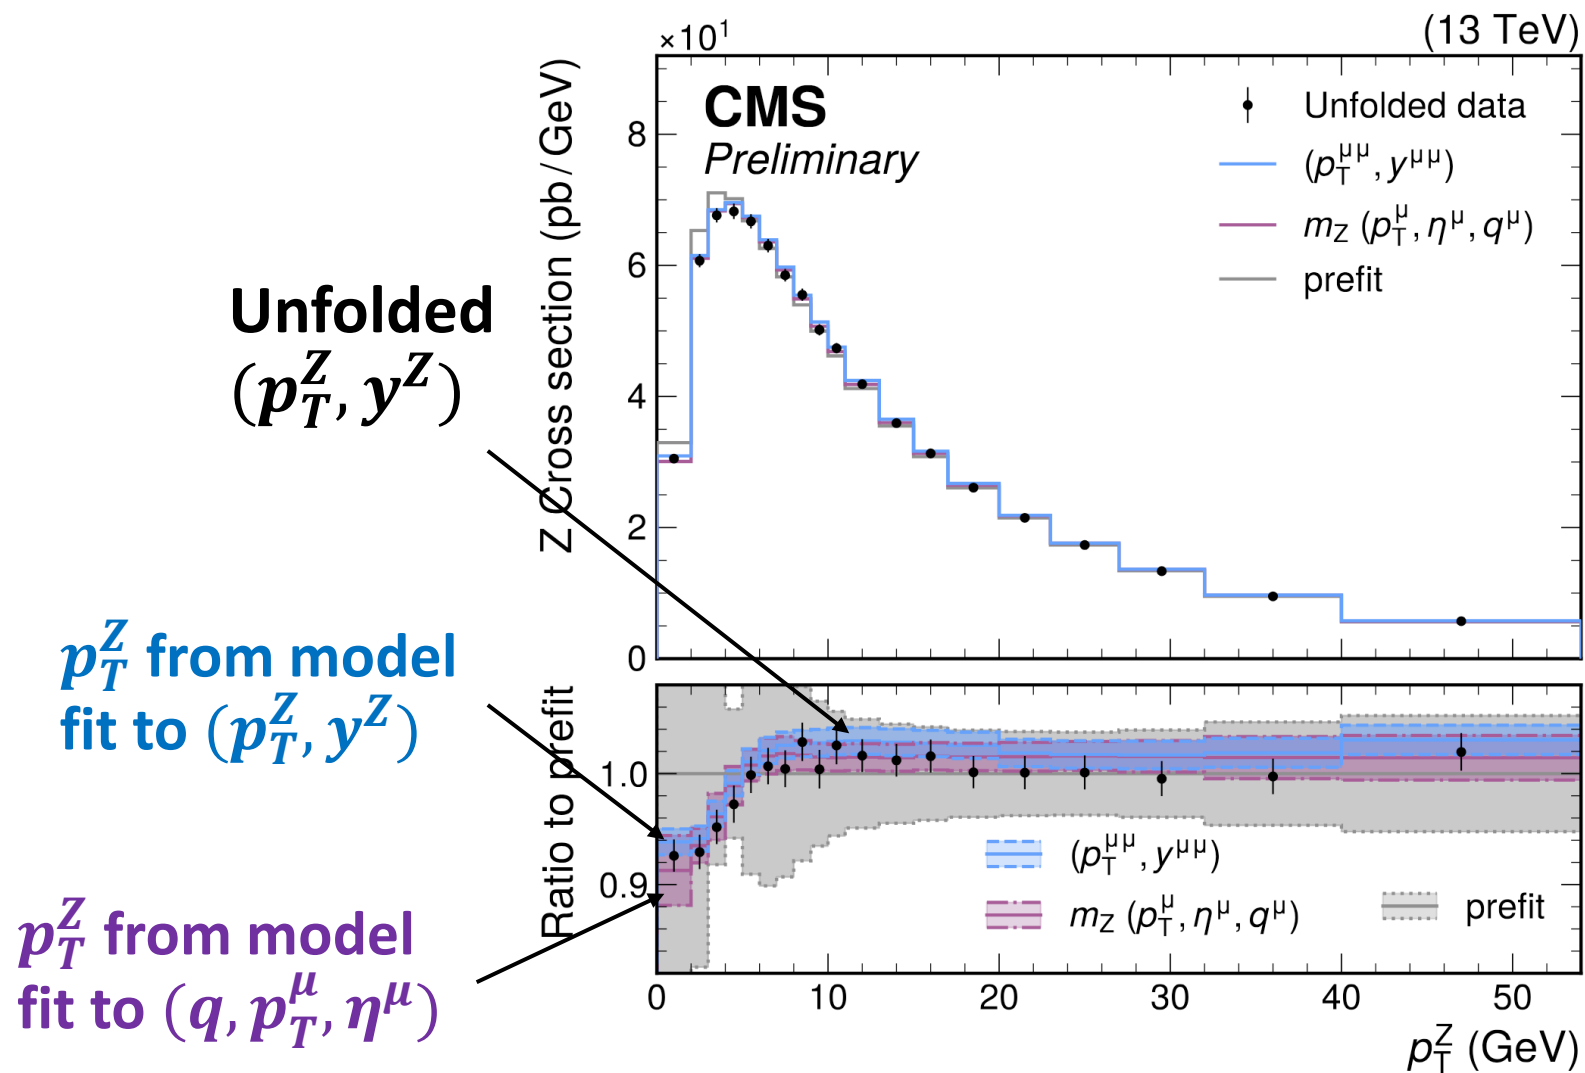 ×10¹ (13 TeV)
CMS
Preliminary
Z Cross section (pb/GeV)
8
6
4
2
0
Unfolded data
(p_T^μμ, y^μμ)
m_Z (p_T^μ, η^μ, q^μ)
prefit
Unfolded
(p_T^Z, y^Z)
p_T^Z from model
fit to (p_T^Z, y^Z)
p_T^Z from model
fit to (q, p_T^μ, η^μ)
Ratio to prefit
1.0
0.9
(p_T^μμ, y^μμ)
m_Z (p_T^μ, η^μ, q^μ)
prefit
0 10 20 30 40 50
p_T^Z (GeV)